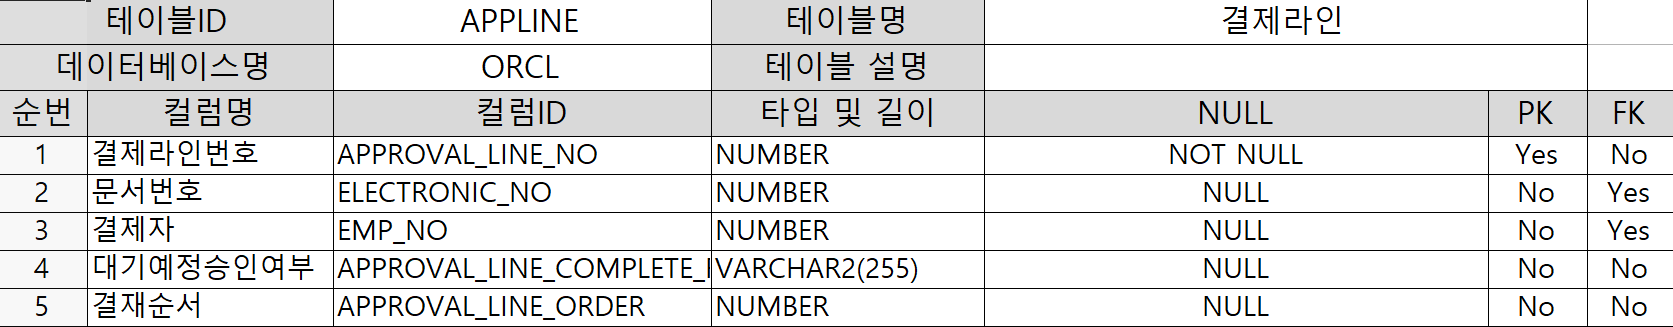 테이블ID APPLINE 테이블명 결제라인
데이터베이스명 ORCL 테이블 설명
순번 컬럼명 컬럼ID 타입 및 길이 NULL PK FK
1 결제라인번호 APPROVAL_LINE_NO NUMBER NOT NULL Yes No
2 문서번호 ELECTRONIC_NO NUMBER NULL No Yes
3 결제자 EMP_NO NUMBER NULL No Yes
4 대기예정승인여부 APPROVAL_LINE_COMPLETE_ VARCHAR2(255) NULL No No
5 결재순서 APPROVAL_LINE_ORDER NUMBER NULL No No